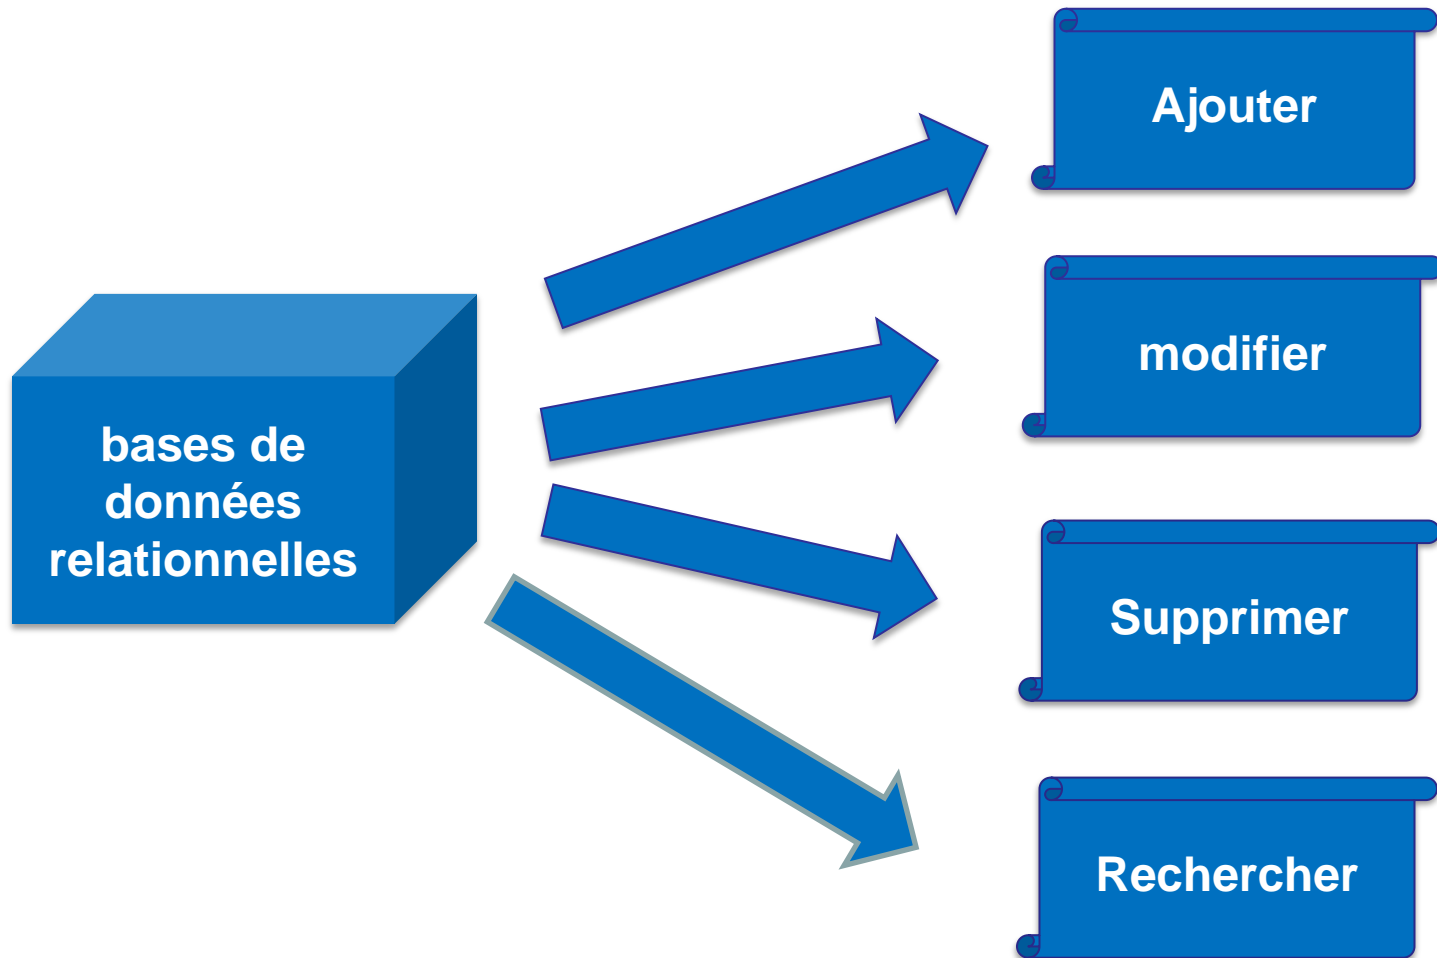 bases de
données
relationnelles
Ajouter
modifier
Supprimer
Rechercher